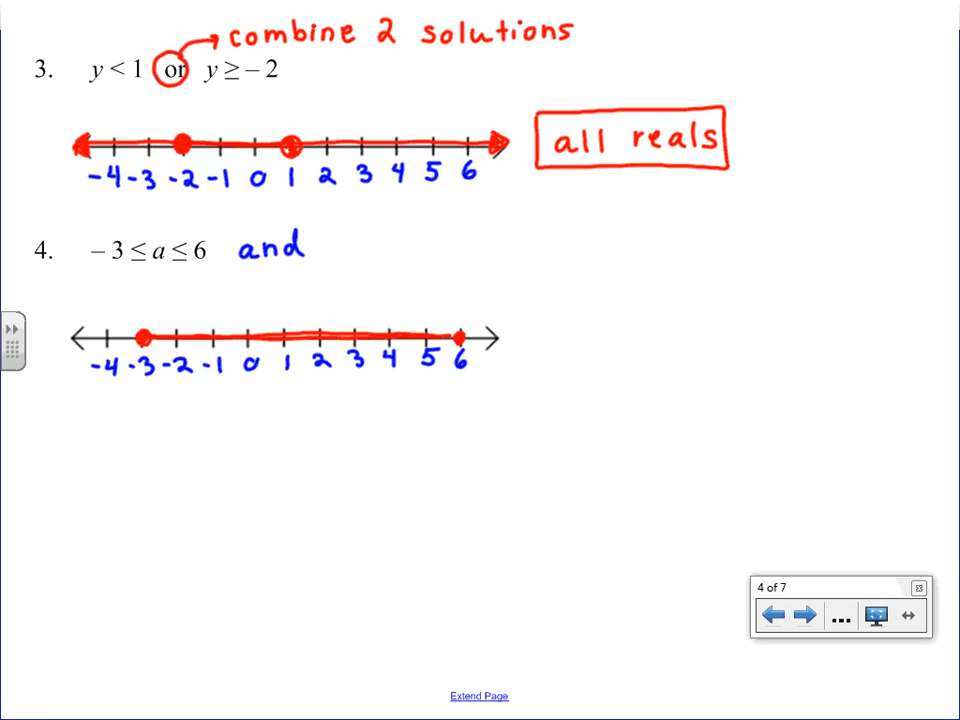 combine 2 solutions
3. y < 1 or y ≥ – 2
all reals
-4 -3 -2 -1 0 1 2 3 4 5 6
4. – 3 ≤ a ≤ 6 and
-4 -3 -2 -1 0 1 2 3 4 5 6
4 of 7
...
Extend Page